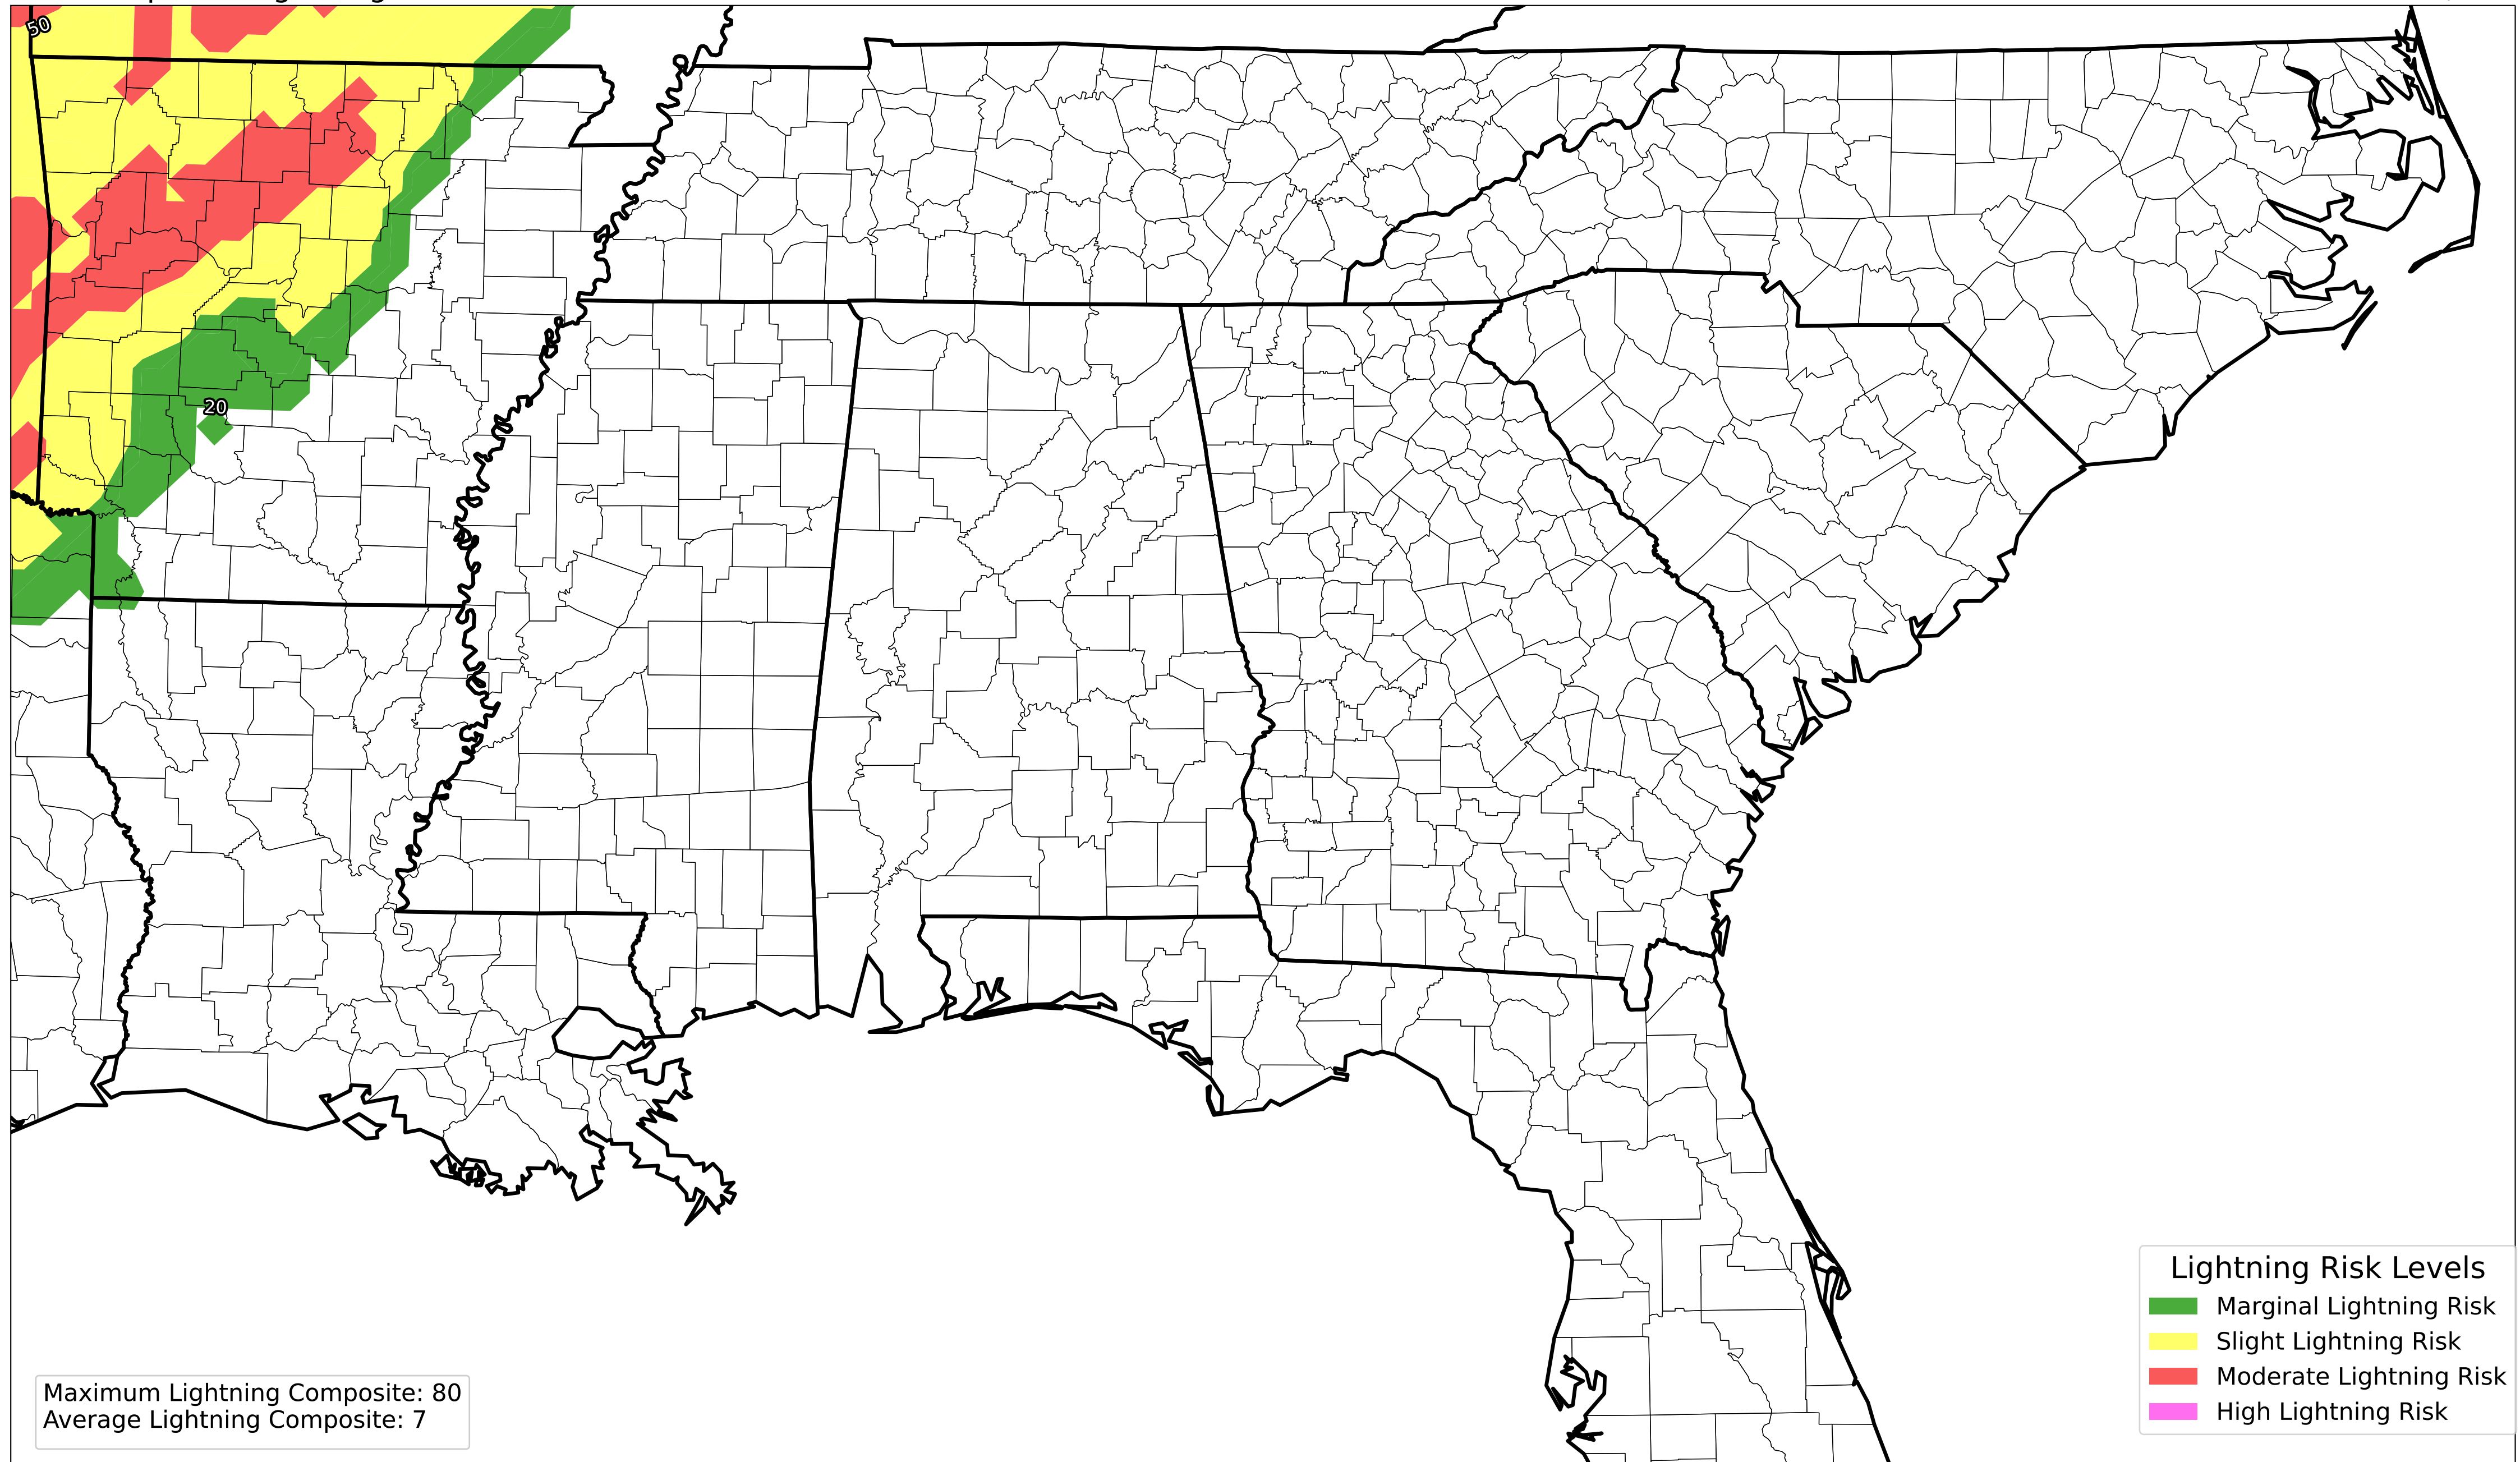 50
20
Lightning Risk Levels
Marginal Lightning Risk
Slight Lightning Risk
Moderate Lightning Risk
High Lightning Risk
Maximum Lightning Composite: 80
Average Lightning Composite: 7